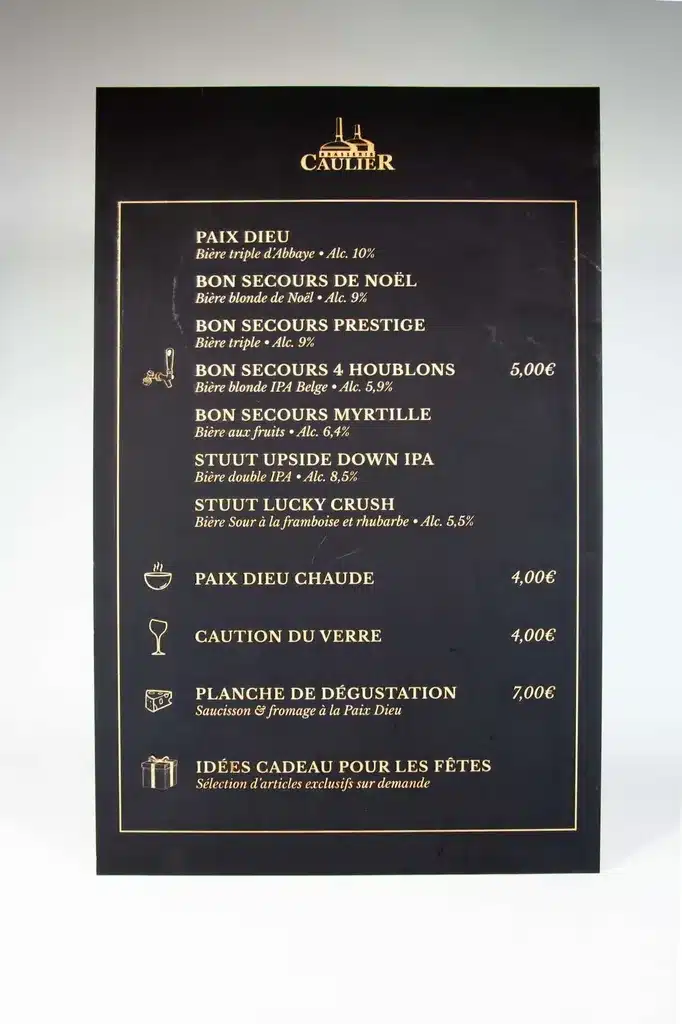 BRASSERIE
CAULIER
PAIX DIEU
Bière triple d'Abbaye • Alc. 10%
BON SECOURS DE NOËL
Bière blonde de Noël • Alc. 9%
BON SECOURS PRESTIGE
Bière triple • Alc. 9%
BON SECOURS 4 HOUBLONS 5,00€
Bière blonde IPA Belge • Alc. 5,9%
BON SECOURS MYRTILLE
Bière aux fruits • Alc. 6,4%
STUUT UPSIDE DOWN IPA
Bière double IPA • Alc. 8,5%
STUUT LUCKY CRUSH
Bière Sour à la framboise et rhubarbe • Alc. 5,5%
PAIX DIEU CHAUDE 4,00€
CAUTION DU VERRE 4,00€
PLANCHE DE DÉGUSTATION 7,00€
Saucisson & fromage à la Paix Dieu
IDÉES CADEAU POUR LES FÊTES
Sélection d'articles exclusifs sur demande